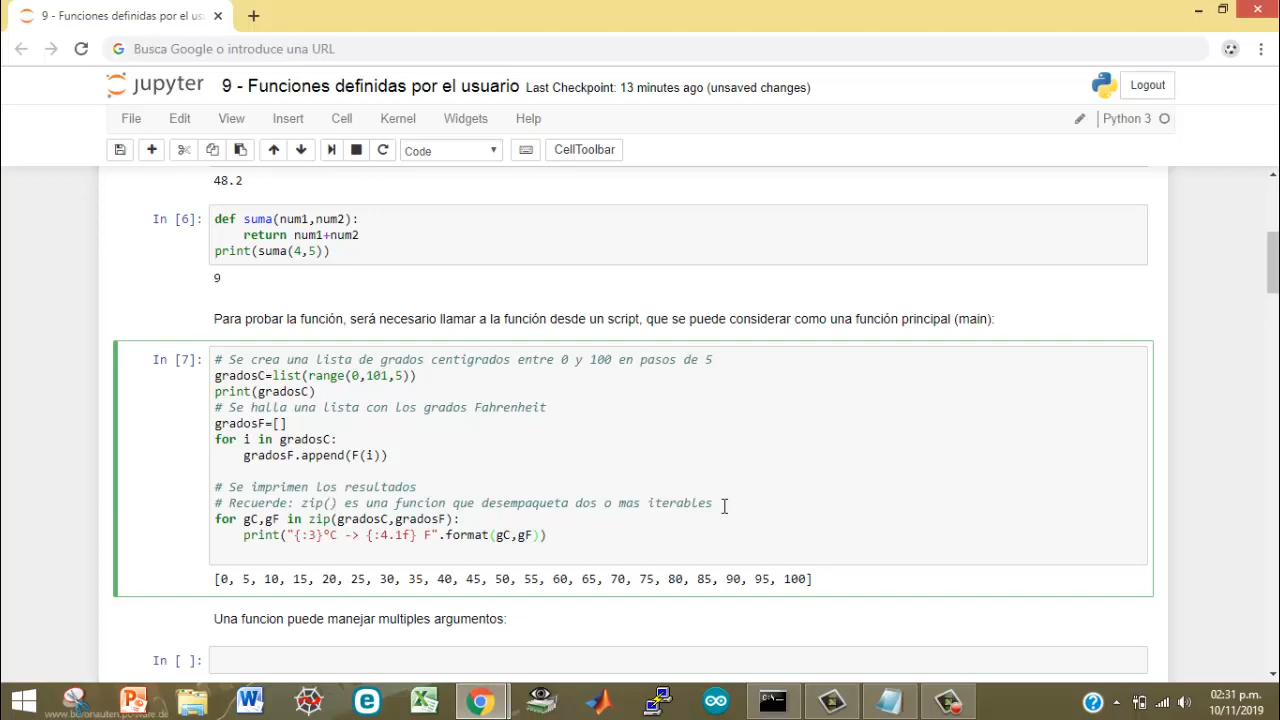 9 - Funciones definidas por el us
Busca Google o introduce una URL
jupyter 9 - Funciones definidas por el usuario Last Checkpoint: 13 minutes ago (unsaved changes) Logout
File Edit View Insert Cell Kernel Widgets Help Python 3
Code CellToolbar
48.2
In [6]: def suma(num1,num2):
return num1+num2
print(suma(4,5))
9
Para probar la función, será necesario llamar a la función desde un script, que se puede considerar como una función principal (main):
In [7]: # Se crea una lista de grados centigrados entre 0 y 100 en pasos de 5
gradosC=list(range(0,101,5))
print(gradosC)
# Se halla una lista con los grados Fahrenheit
gradosF=[]
for i in gradosC:
gradosF.append(F(i))
# Se imprimen los resultados
# Recuerde: zip() es una funcion que desempaqueta dos o mas iterables
for gC,gF in zip(gradosC,gradosF):
print("{:3}°C -> {:4.1f} F".format(gC,gF))
[0, 5, 10, 15, 20, 25, 30, 35, 40, 45, 50, 55, 60, 65, 70, 75, 80, 85, 90, 95, 100]
Una funcion puede manejar multiples argumentos:
In [ ]:
02:31 p.m.
10/11/2019